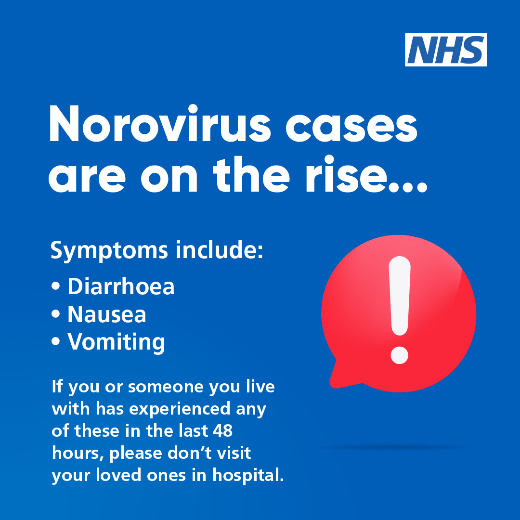 NHS
Norovirus cases
are on the rise...
Symptoms include:
• Diarrhoea
• Nausea
• Vomiting
If you or someone you live
with has experienced any
of these in the last 48
hours, please don't visit
your loved ones in hospital.
!